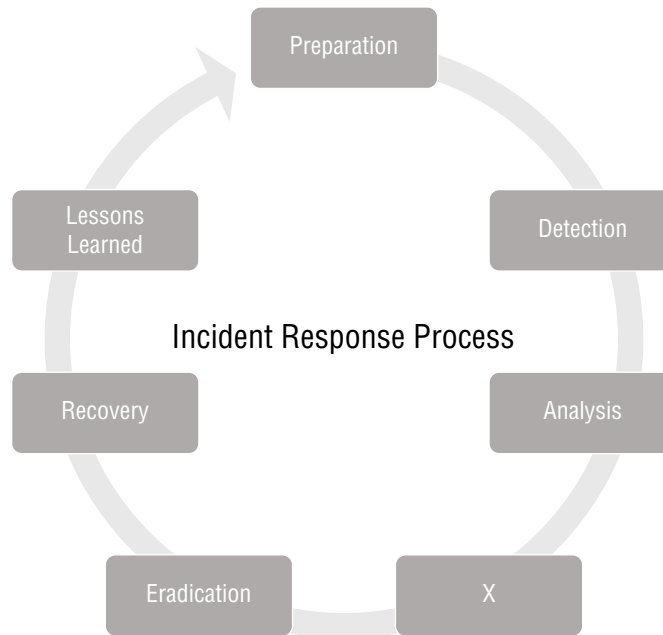 Preparation
Detection
Analysis
X
Eradication
Recovery
Lessons
Learned
Incident Response Process